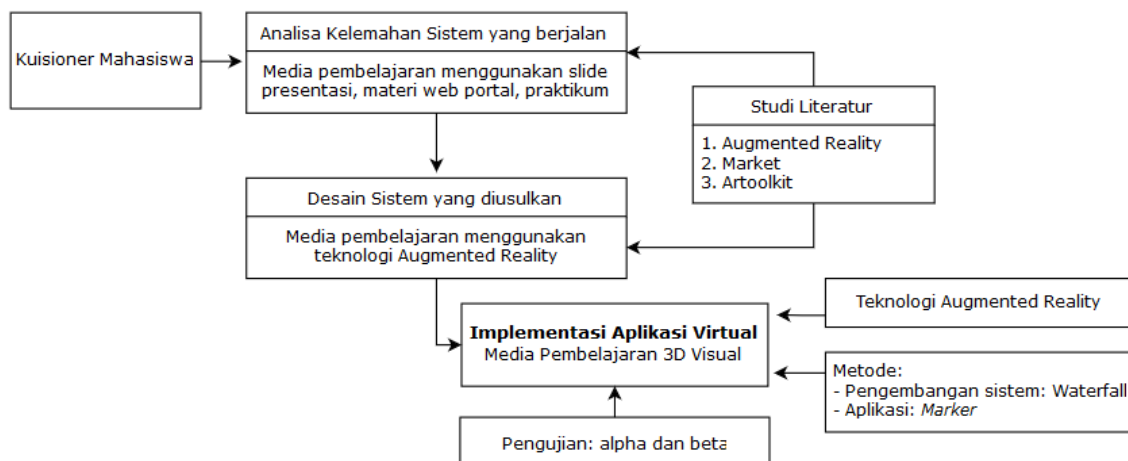 Kuisioner Mahasiswa
Analisa Kelemahan Sistem yang berjalan
Media pembelajaran menggunakan slide
presentasi, materi web portal, praktikum
Studi Literatur
1. Augmented Reality
2. Market
3. Artoolkit
Desain Sistem yang diusulkan
Media pembelajaran menggunakan
teknologi Augmented Reality
Implementasi Aplikasi Virtual
Media Pembelajaran 3D Visual
Teknologi Augmented Reality
Metode:
- Pengembangan sistem: Waterfall
- Aplikasi: Marker
Pengujian: alpha dan beta